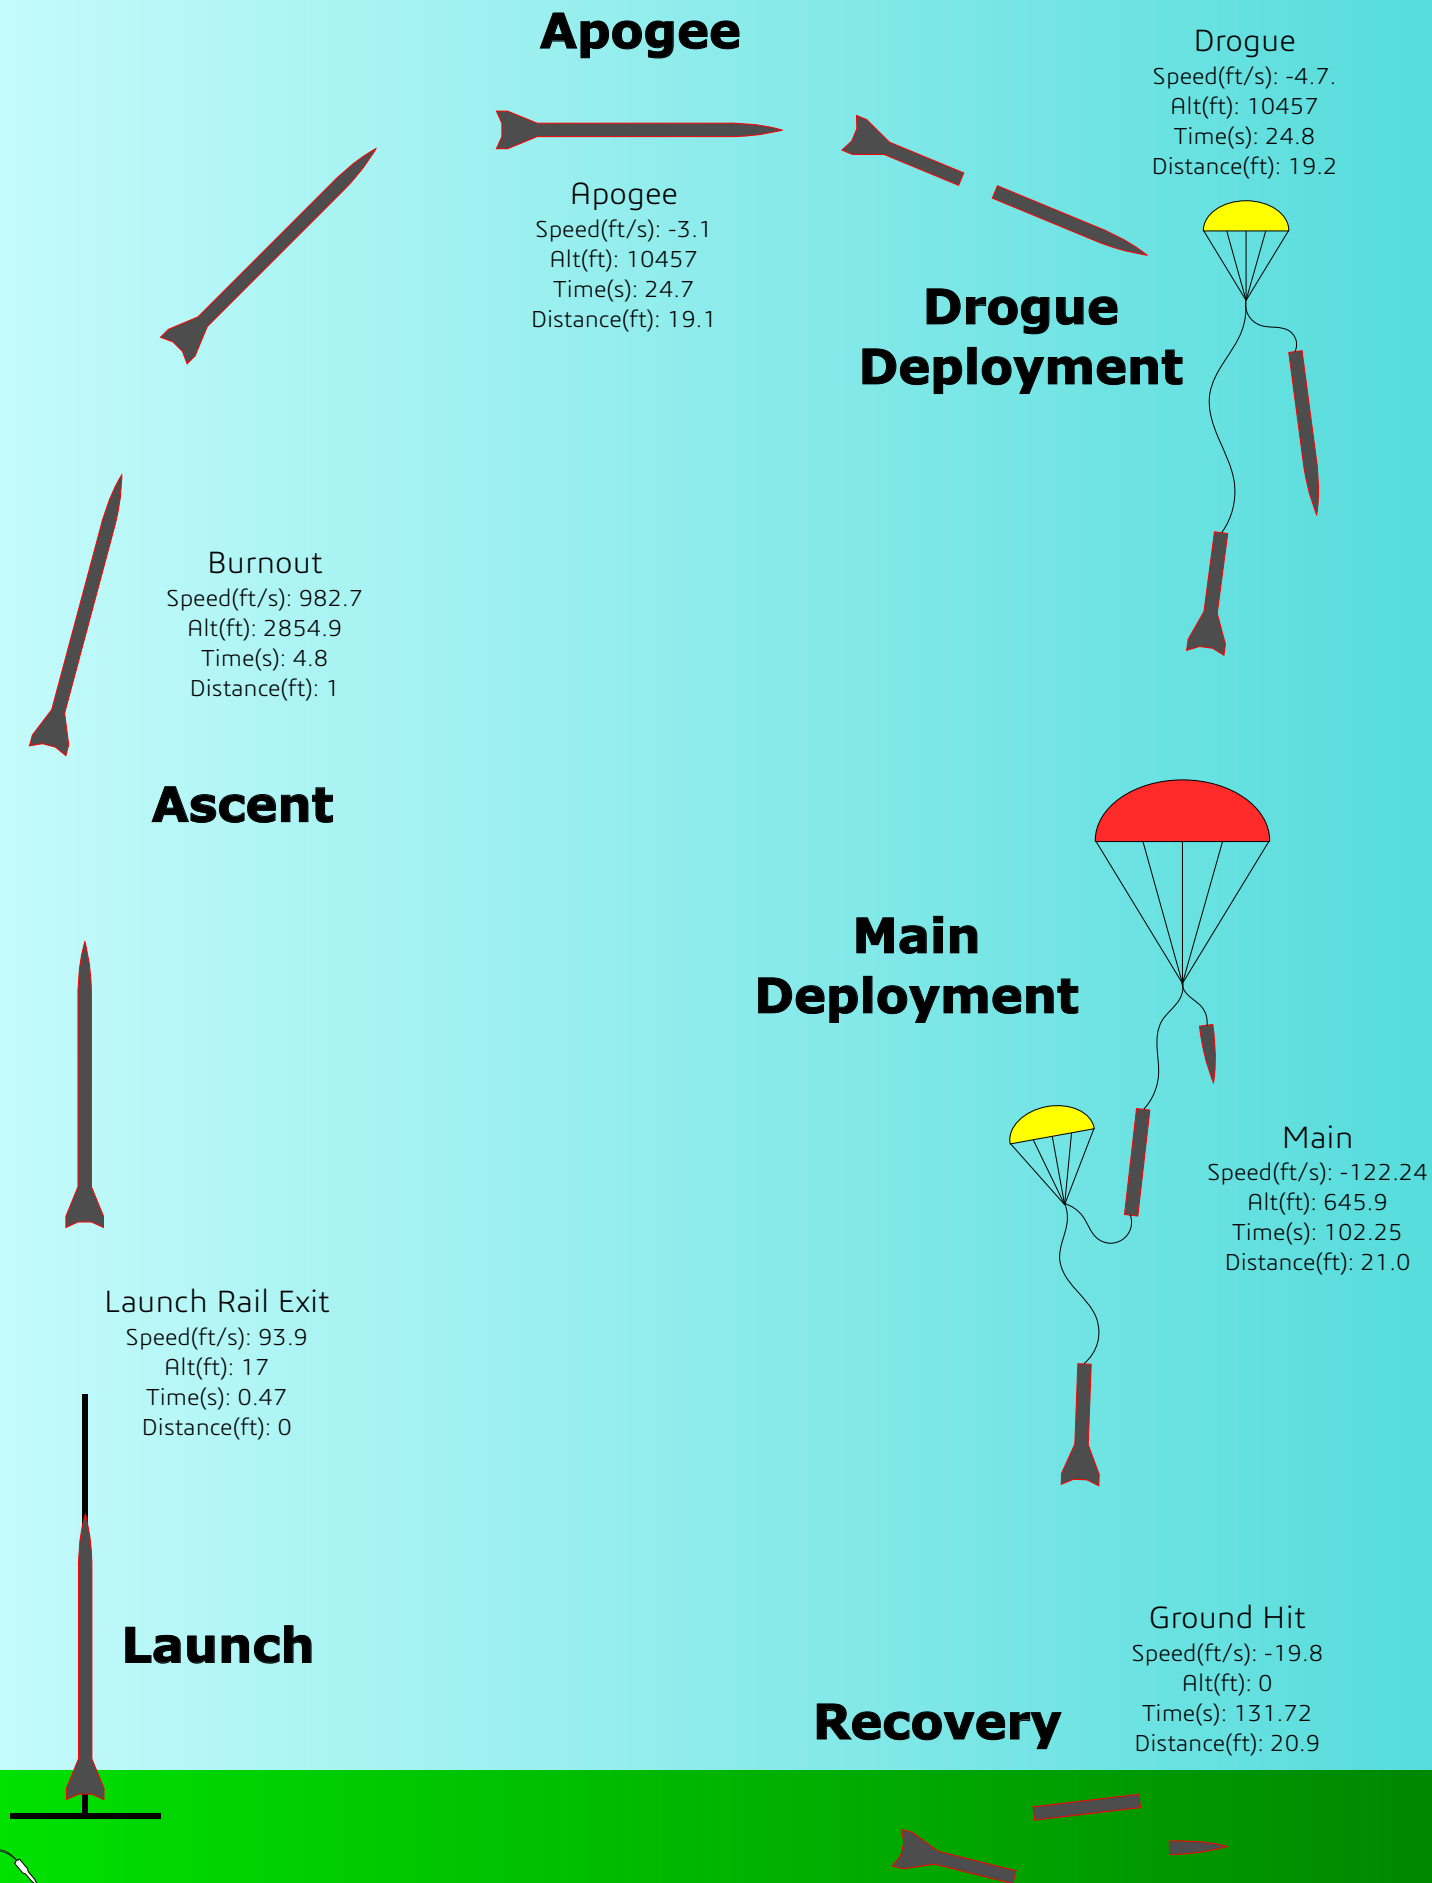 Apogee
Drogue
Speed(ft/s): -4.7.
Alt(ft): 10457
Time(s): 24.8
Distance(ft): 19.2
Apogee
Speed(ft/s): -3.1
Alt(ft): 10457
Time(s): 24.7
Distance(ft): 19.1
Drogue
Deployment
Burnout
Speed(ft/s): 982.7
Alt(ft): 2854.9
Time(s): 4.8
Distance(ft): 1
Ascent
Main
Deployment
Main
Speed(ft/s): -122.24
Alt(ft): 645.9
Time(s): 102.25
Distance(ft): 21.0
Launch Rail Exit
Speed(ft/s): 93.9
Alt(ft): 17
Time(s): 0.47
Distance(ft): 0
Launch
Ground Hit
Speed(ft/s): -19.8
Alt(ft): 0
Time(s): 131.72
Distance(ft): 20.9
Recovery